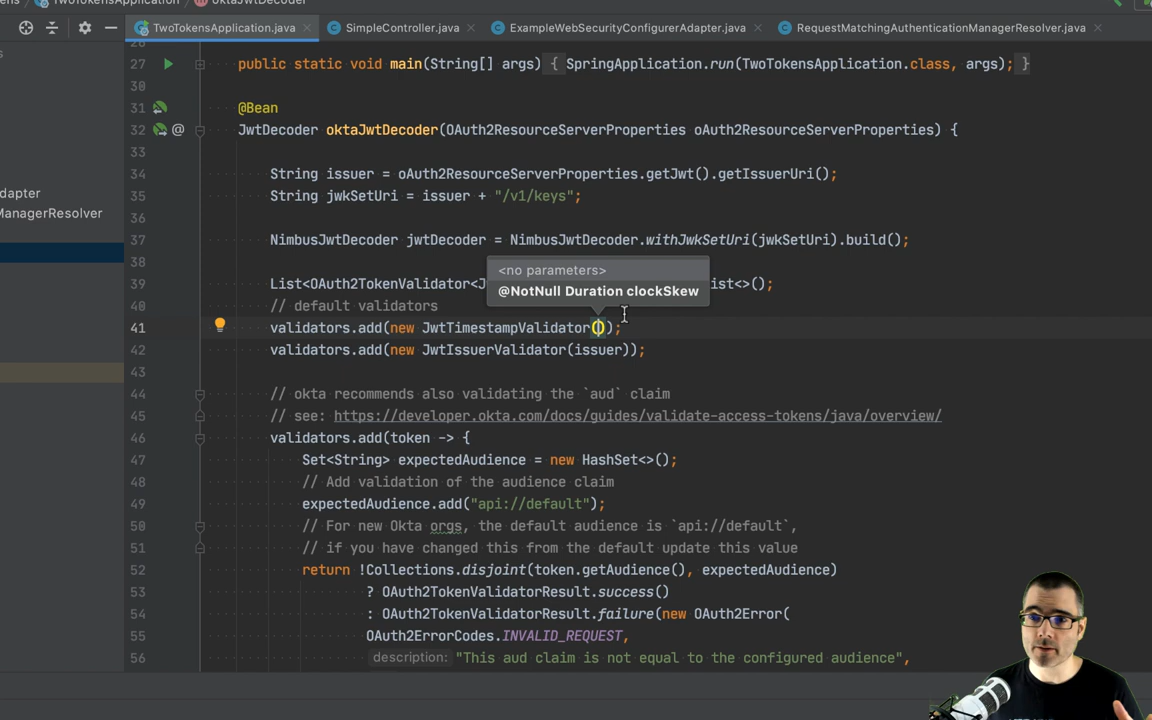 TwoTokensApplication
oktaJwtDecoder
TwoTokensApplication.java
SimpleController.java
ExampleWebSecurityConfigurerAdapter.java
RequestMatchingAuthenticationManagerResolver.java
27 public static void main(String[] args) { SpringApplication.run(TwoTokensApplication.class, args); }
30
31 @Bean
32 @ JwtDecoder oktaJwtDecoder(OAuth2ResourceServerProperties oAuth2ResourceServerProperties) {
33
34 String issuer = oAuth2ResourceServerProperties.getJwt().getIssuerUri();
35 String jwkSetUri = issuer + "/v1/keys";
36
37 NimbusJwtDecoder jwtDecoder = NimbusJwtDecoder.withJwkSetUri(jwkSetUri).build();
38
<no parameters>
39 List<OAuth2TokenValidator<J ist<>();
@NotNull Duration clockSkew
40 // default validators
41 validators.add(new JwtTimestampValidator());
42 validators.add(new JwtIssuerValidator(issuer));
43
44 // okta recommends also validating the `aud` claim
45 // see: https://developer.okta.com/docs/guides/validate-access-tokens/java/overview/
46 validators.add(token -> {
47 Set<String> expectedAudience = new HashSet<>();
48 // Add validation of the audience claim
49 expectedAudience.add("api://default");
50 // For new Okta orgs, the default audience is `api://default`,
51 // if you have changed this from the default update this value
52 return !Collections.disjoint(token.getAudience(), expectedAudience)
53 ? OAuth2TokenValidatorResult.success()
54 : OAuth2TokenValidatorResult.failure(new OAuth2Error(
55 OAuth2ErrorCodes.INVALID_REQUEST,
56 description: "This aud claim is not equal to the configured audience",
s
dapter
ManagerResolver